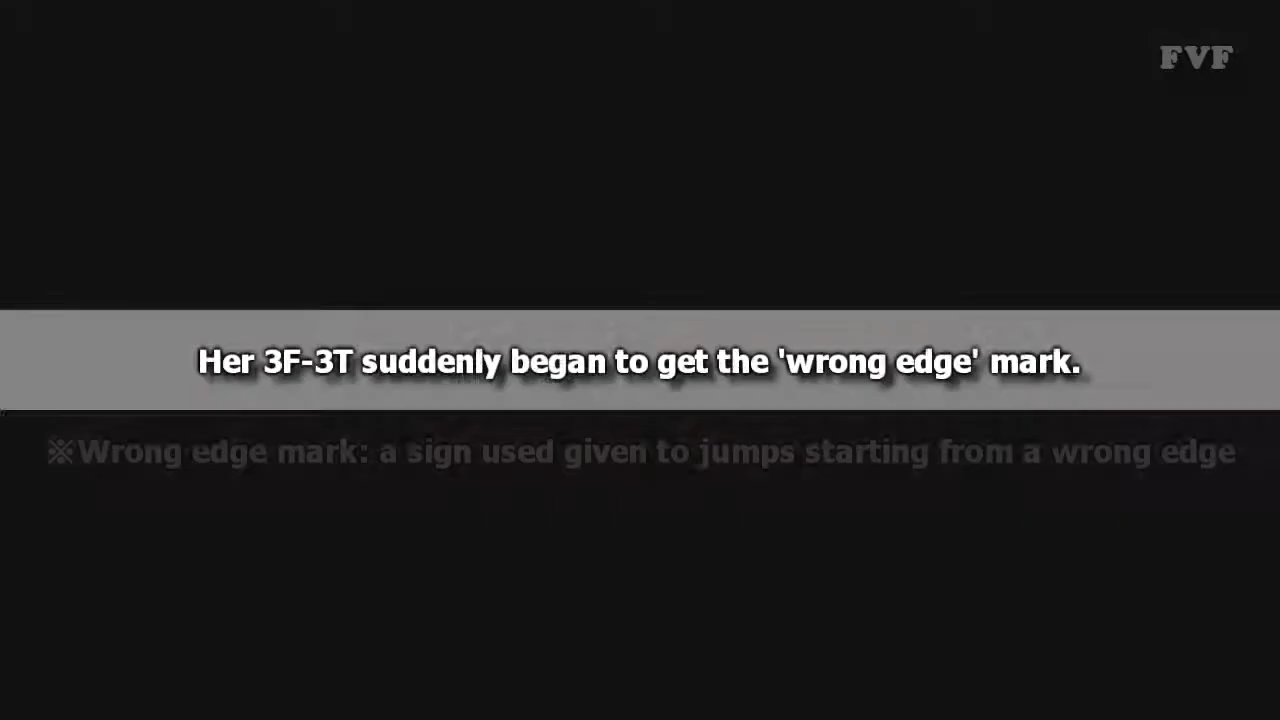 FVF
Her 3F-3T suddenly began to get the 'wrong edge' mark.
※Wrong edge mark: a sign used given to jumps starting from a wrong edge